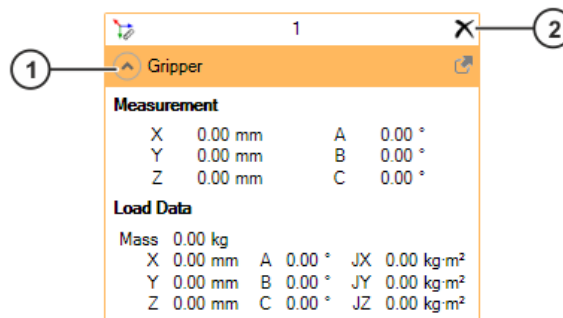 1
2
1
Gripper
Measurement
X 0.00 mm A 0.00 °
Y 0.00 mm B 0.00 °
Z 0.00 mm C 0.00 °
Load Data
Mass 0.00 kg
X 0.00 mm A 0.00 ° JX 0.00 kg·m²
Y 0.00 mm B 0.00 ° JY 0.00 kg·m²
Z 0.00 mm C 0.00 ° JZ 0.00 kg·m²